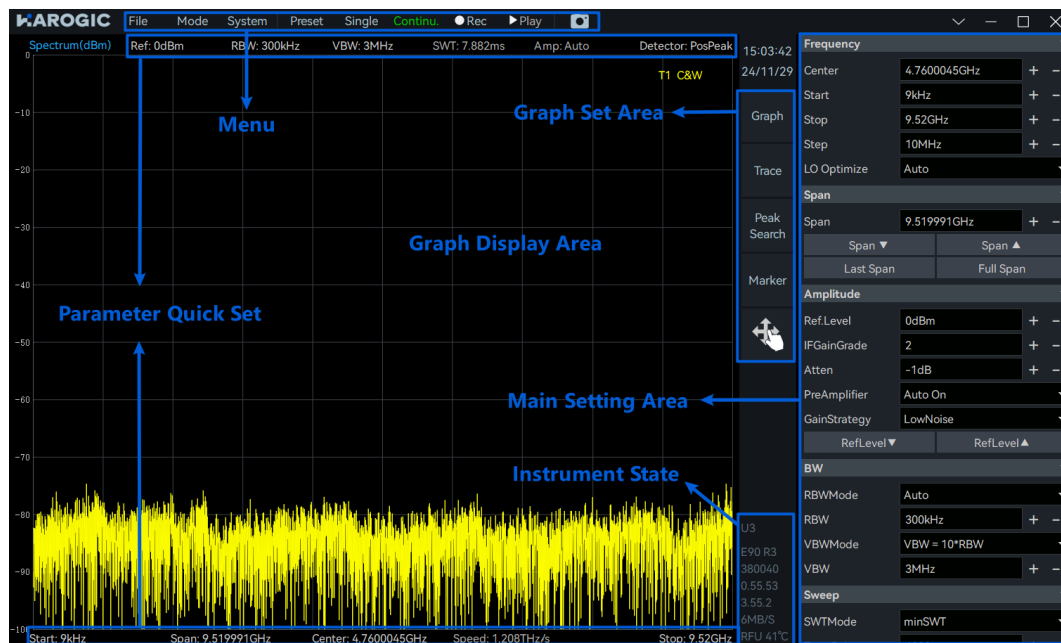 HAROGIC File Mode System Preset Single Continu. Rec Play
Spectrum(dBm) Ref: 0dBm RBW: 300kHz VBW: 3MHz SWT: 7.882ms Amp: Auto Detector: PosPeak
15:03:42
24/11/29
T1 C&W
0
-10
-20
-30
-40
-50
-60
-70
-80
-90
-100
Menu
Graph Set Area
Graph Display Area
Parameter Quick Set
Main Setting Area
Instrument State
Graph
Trace
Peak
Search
Marker
U3
E90 R3
380040
0.55.53
3.55.2
6MB/S
RFU 41°C
Start: 9kHz Span: 9.519991GHz Center: 4.7600045GHz Speed: 1.208THz/s Stop: 9.52GHz
Frequency
Center 4.7600045GHz + −
Start 9kHz + −
Stop 9.52GHz + −
Step 10MHz + −
LO Optimize Auto
Span
Span 9.519991GHz + −
Span ▼ Span ▲
Last Span Full Span
Amplitude
Ref.Level 0dBm + −
IFGainGrade 2 + −
Atten -1dB + −
PreAmplifier Auto On
GainStrategy LowNoise
RefLevel▼ RefLevel▲
BW
RBWMode Auto
RBW 300kHz + −
VBWMode VBW = 10*RBW
VBW 3MHz + −
Sweep
SWTMode minSWT